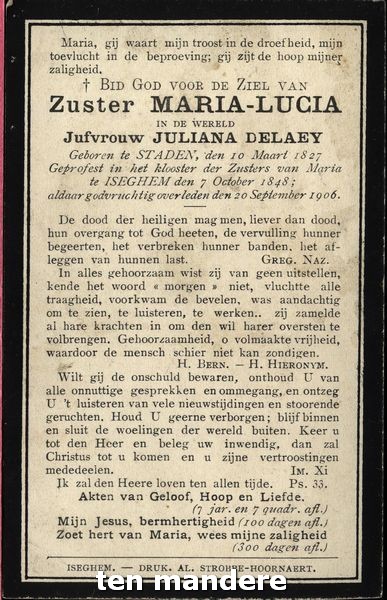 Maria, gij waart mijn troost in de droefheid, mijn
toevlucht in de beproeving; gij zijt de hoop mijner
zaligheid.
† BID GOD VOOR DE ZIEL VAN
Zuster MARIA-LUCIA
IN DE WERELD
Jufvrouw JULIANA DELAEY
Geboren te STADEN, den 10 Maart 1827
Geprofest in het klooster der Zusters van Maria
te ISEGHEM den 7 October 1848;
aldaar godvruchtig overleden den 20 September 1906.
De dood der heiligen mag men, liever dan dood,
hun overgang tot God heeten, de vervulling hunner
begeerten, het verbreken hunner banden, het af-
leggen van hunnen last. GREG. NAZ.
In alles gehoorzaam wist zij van geen uitstellen,
kende het woord « morgen » niet, vluchtte alle
traagheid, voorkwam de bevelen, was aandachtig
om te zien, te luisteren, te werken.. zij zamelde
al hare krachten in om den wil harer oversten te
volbrengen. Gehoorzaamheid, o volmaakte vrijheid,
waardoor de mensch schier niet kan zondigen.
H. BERN. — H. HIERONYM.
Wilt gij de onschuld bewaren, onthoud U van
alle onnuttige gesprekken en ommegang, en ontzeg
U 't luisteren van vele nieuwstijdingen en stoorende
geruchten. Houd U geerne verborgen; blijf binnen
en sluit de woelingen der wereld buiten. Keer u
tot den Heer en beleg uw inwendig, dan zal
Christus tot u komen en u zijne vertroostingen
mededeelen. IM. XI
Ik zal den Heere loven ten allen tijde. Ps. 33.
Akten van Geloof, Hoop en Liefde.
(7 jar. en 7 quadr. afl.)
Mijn Jesus, bermhertigheid (100 dagen afl.)
Zoet hert van Maria, wees mijne zaligheid
(300 dagen afl.)
ISEGHEM. — DRUK. AL. STROBBE-HOORNAERT.
ten mandere